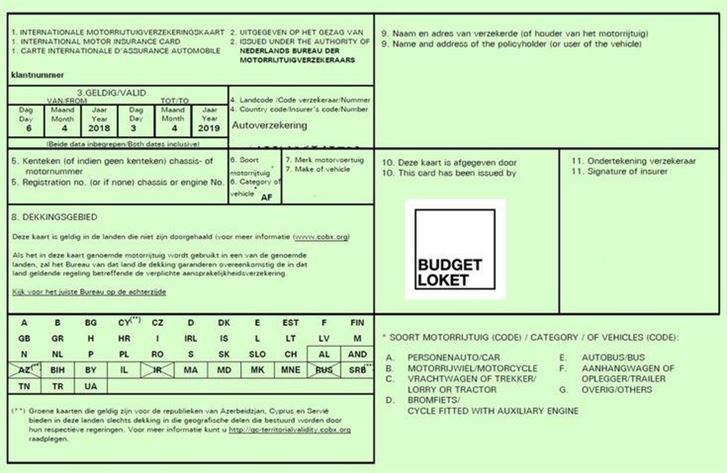 1. INTERNATIONALE MOTORRIJTUIGVERZEKERINGSKAART
1. INTERNATIONAL MOTOR INSURANCE CARD
1. CARTE INTERNATIONALE D'ASSURANCE AUTOMOBILE
klantnummer
2. UITGEGEVEN OP HET GEZAG VAN
2. ISSUED UNDER THE AUTHORITY OF
NEDERLANDS BUREAU DER
MOTORRIJTUIGVERZEKERAARS
3.GELDIG/VALID
VAN/FROM TOT/TO
Dag Maand Jaar Dag Maand Jaar
Day Month Year Day Month Year
6 4 2018 3 4 2019
(Beide data inbegrepen/Both dates inclusive)
4. Landcode /Code verzekeraar/Nummer
4. Country code/Insurer's code/Number
Autoverzekering
5. Kenteken (of indien geen kenteken) chassis- of
motornummer
5. Registration no. (or if none) chassis or engine No.
6. Soort
motorrijtuig*
6. Category of
vehicle* AF
7. Merk motorvoertuig
7. Make of vehicle
8. DEKKINGSGEBIED
Deze kaart is geldig in de landen die niet zijn doorgehaald (voor meer informatie (www.cobx.org)
Als het in deze kaart genoemde motorrijtuig wordt gebruikt in een van de genoemde
landen, zal het Bureau van dat land de dekking garanderen overeenkomstig de in dat
land geldende regeling betreffende de verplichte aansprakelijkheidsverzekering.
Kijk voor het juiste Bureau op de achterzijde
A B BG CY(**) CZ D DK E EST F FIN
GB GR H HR I IRL IS L LT LV M
N NL P PL RO S SK SLO CH AL AND
AZ(**) BIH BY IL IR MA MD MK MNE RUS SRB(**)
TN TR UA
(**) Groene kaarten die geldig zijn voor de republieken van Azerbeidzjan, Cyprus en Servië
bieden in deze landen slechts dekking in die geografische delen die bestuurd worden door
hun respectieve regeringen. Voor meer informatie kunt u http://gc-territorialvalidity.cobx.org
raadplegen.
9. Naam en adres van verzekerde (of houder van het motorrijtuig)
9. Name and address of the policyholder (or user of the vehicle)
10. Deze kaart is afgegeven door
10. This card has been issued by
BUDGET
LOKET
11. Ondertekening verzekeraar
11. Signature of insurer
* SOORT MOTORRIJTUIG (CODE) / CATEGORY / OF VEHICLES (CODE):
A. PERSONENAUTO/CAR
B. MOTORRIJWIEL/MOTORCYCLE
C. VRACHTWAGEN OF TREKKER/
LORRY OR TRACTOR
D. BROMFIETS/
CYCLE FITTED WITH AUXILIARY ENGINE
E. AUTOBUS/BUS
F. AANHANGWAGEN OF
OPLEGGER/TRAILER
G. OVERIG/OTHERS